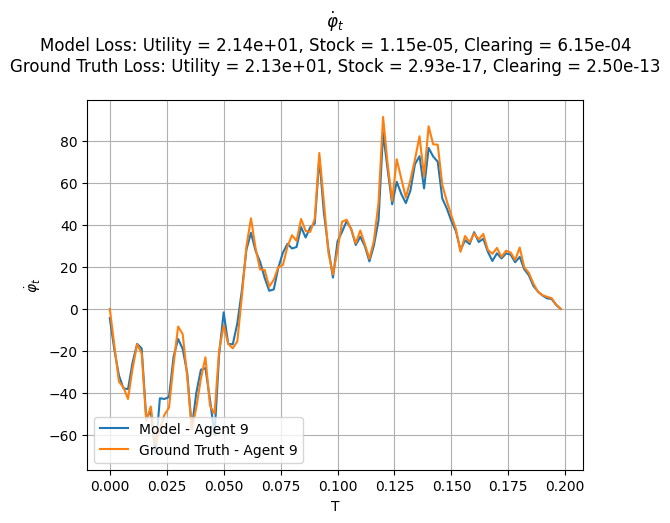 φ̇ₜ
Model Loss: Utility = 2.14e+01, Stock = 1.15e-05, Clearing = 6.15e-04
Ground Truth Loss: Utility = 2.13e+01, Stock = 2.93e-17, Clearing = 2.50e-13
80
60
40
20
0
−20
−40
−60
φ̇ₜ
Model - Agent 9
Ground Truth - Agent 9
0.000 0.025 0.050 0.075 0.100 0.125 0.150 0.175 0.200
T